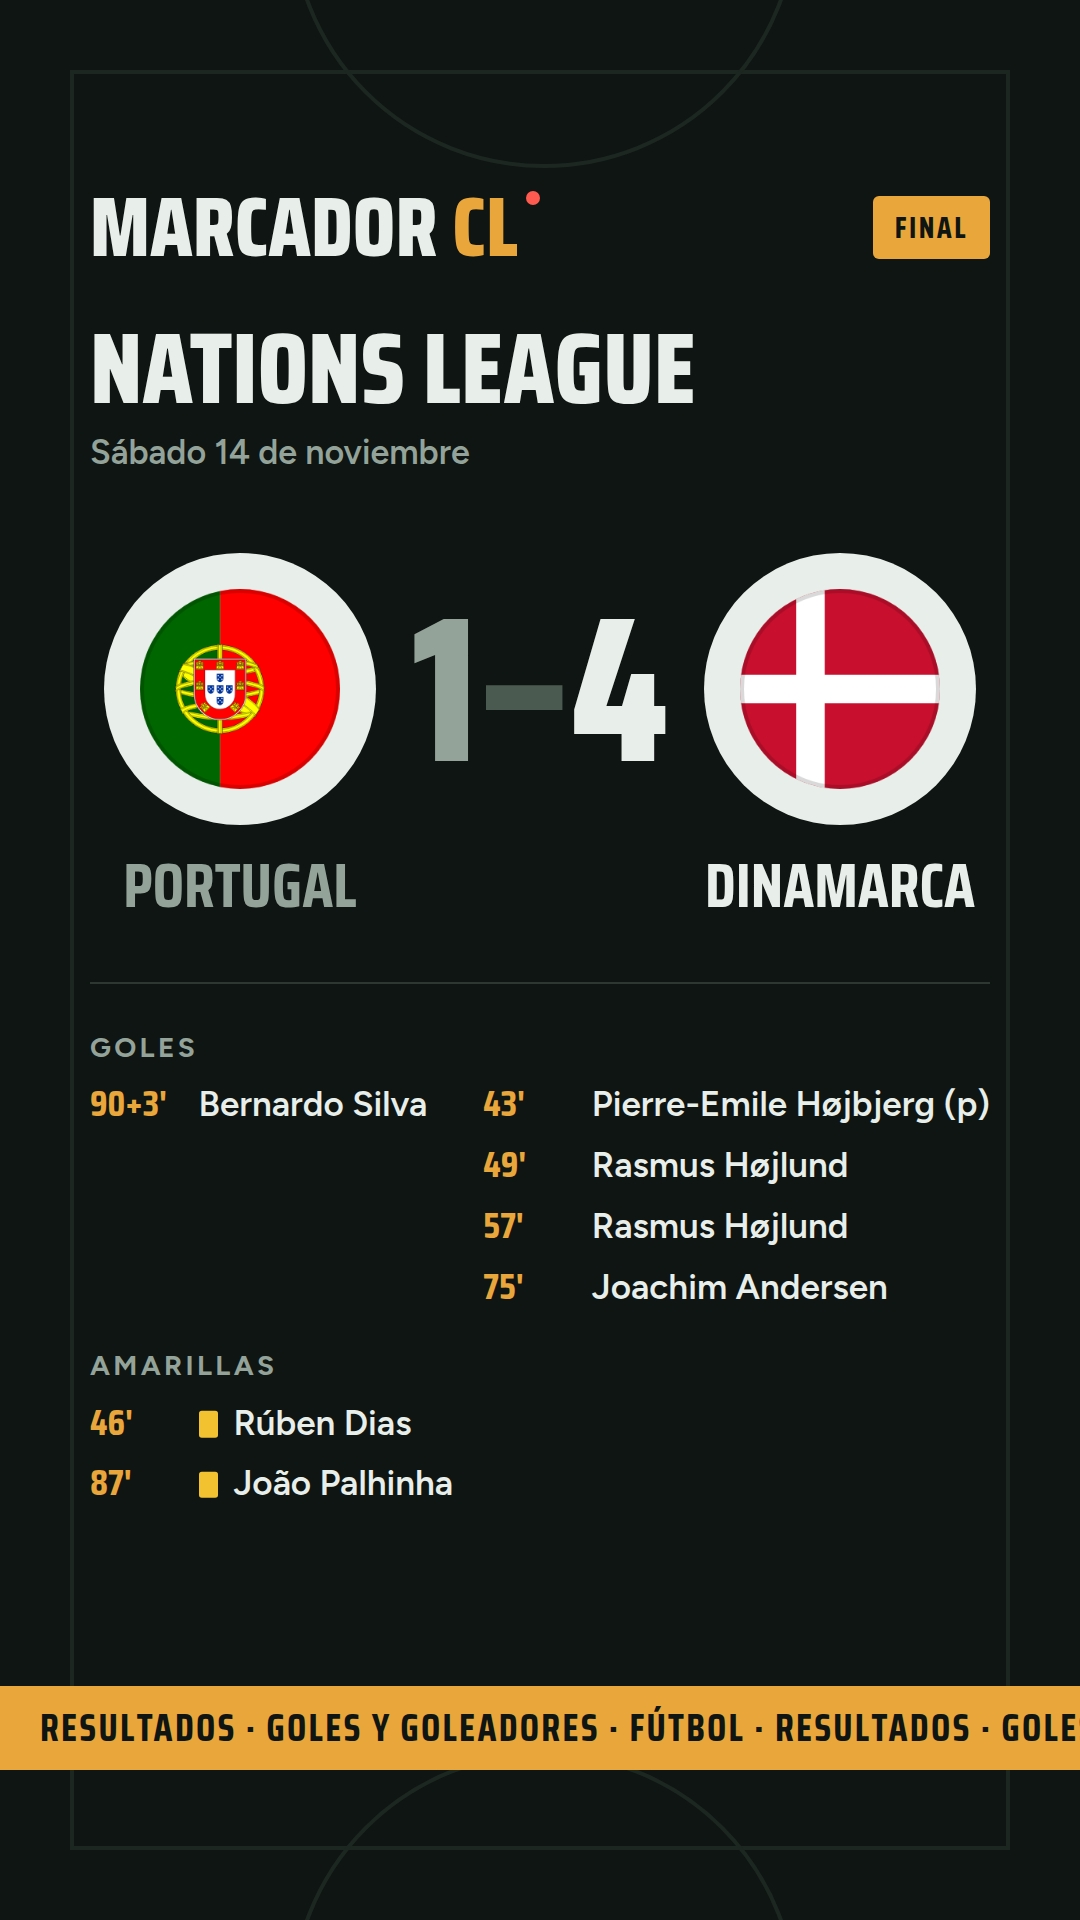 MARCADOR CL
FINAL
NATIONS LEAGUE
Sábado 14 de noviembre
1–4
PORTUGAL
DINAMARCA
GOLES
90+3' Bernardo Silva
43' Pierre-Emile Højbjerg (p)
49' Rasmus Højlund
57' Rasmus Højlund
75' Joachim Andersen
AMARILLAS
46' Rúben Dias
87' João Palhinha
RESULTADOS · GOLES Y GOLEADORES · FÚTBOL · RESULTADOS · GOLES